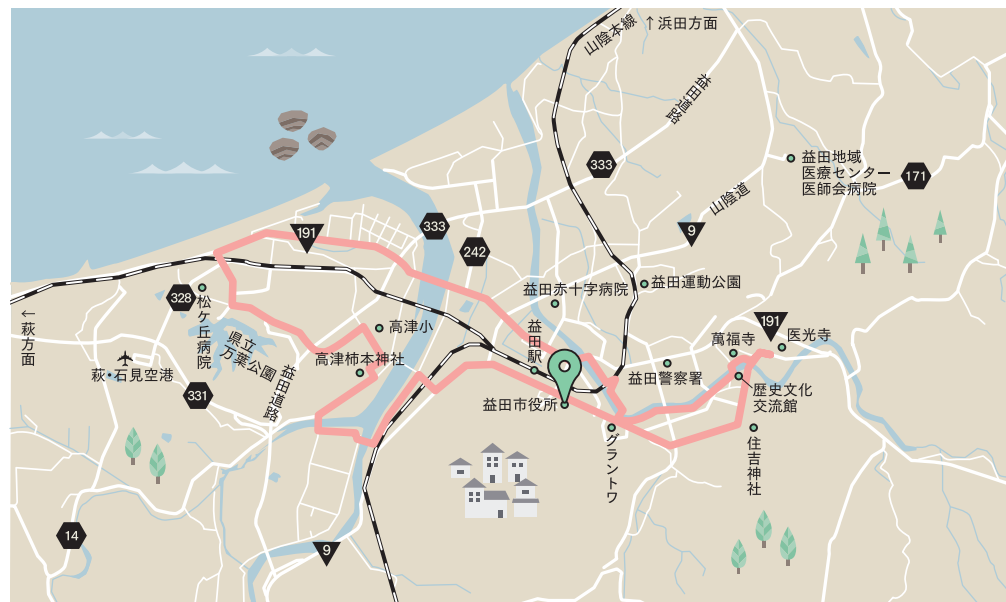 山陰本線
↑浜田方面
益田道路
333
益田地域
医療センター
医師会病院
171
山陰道
9
191
333
242
益田赤十字病院
益田運動公園
328
松ヶ丘病院
←萩方面
高津小
益田駅
191
医光寺
萬福寺
県立
万葉公園
高津柿本神社
萩・石見空港
益田道路
益田警察署
歴史文化
交流館
331
益田市役所
グラントワ
住吉神社
14
9